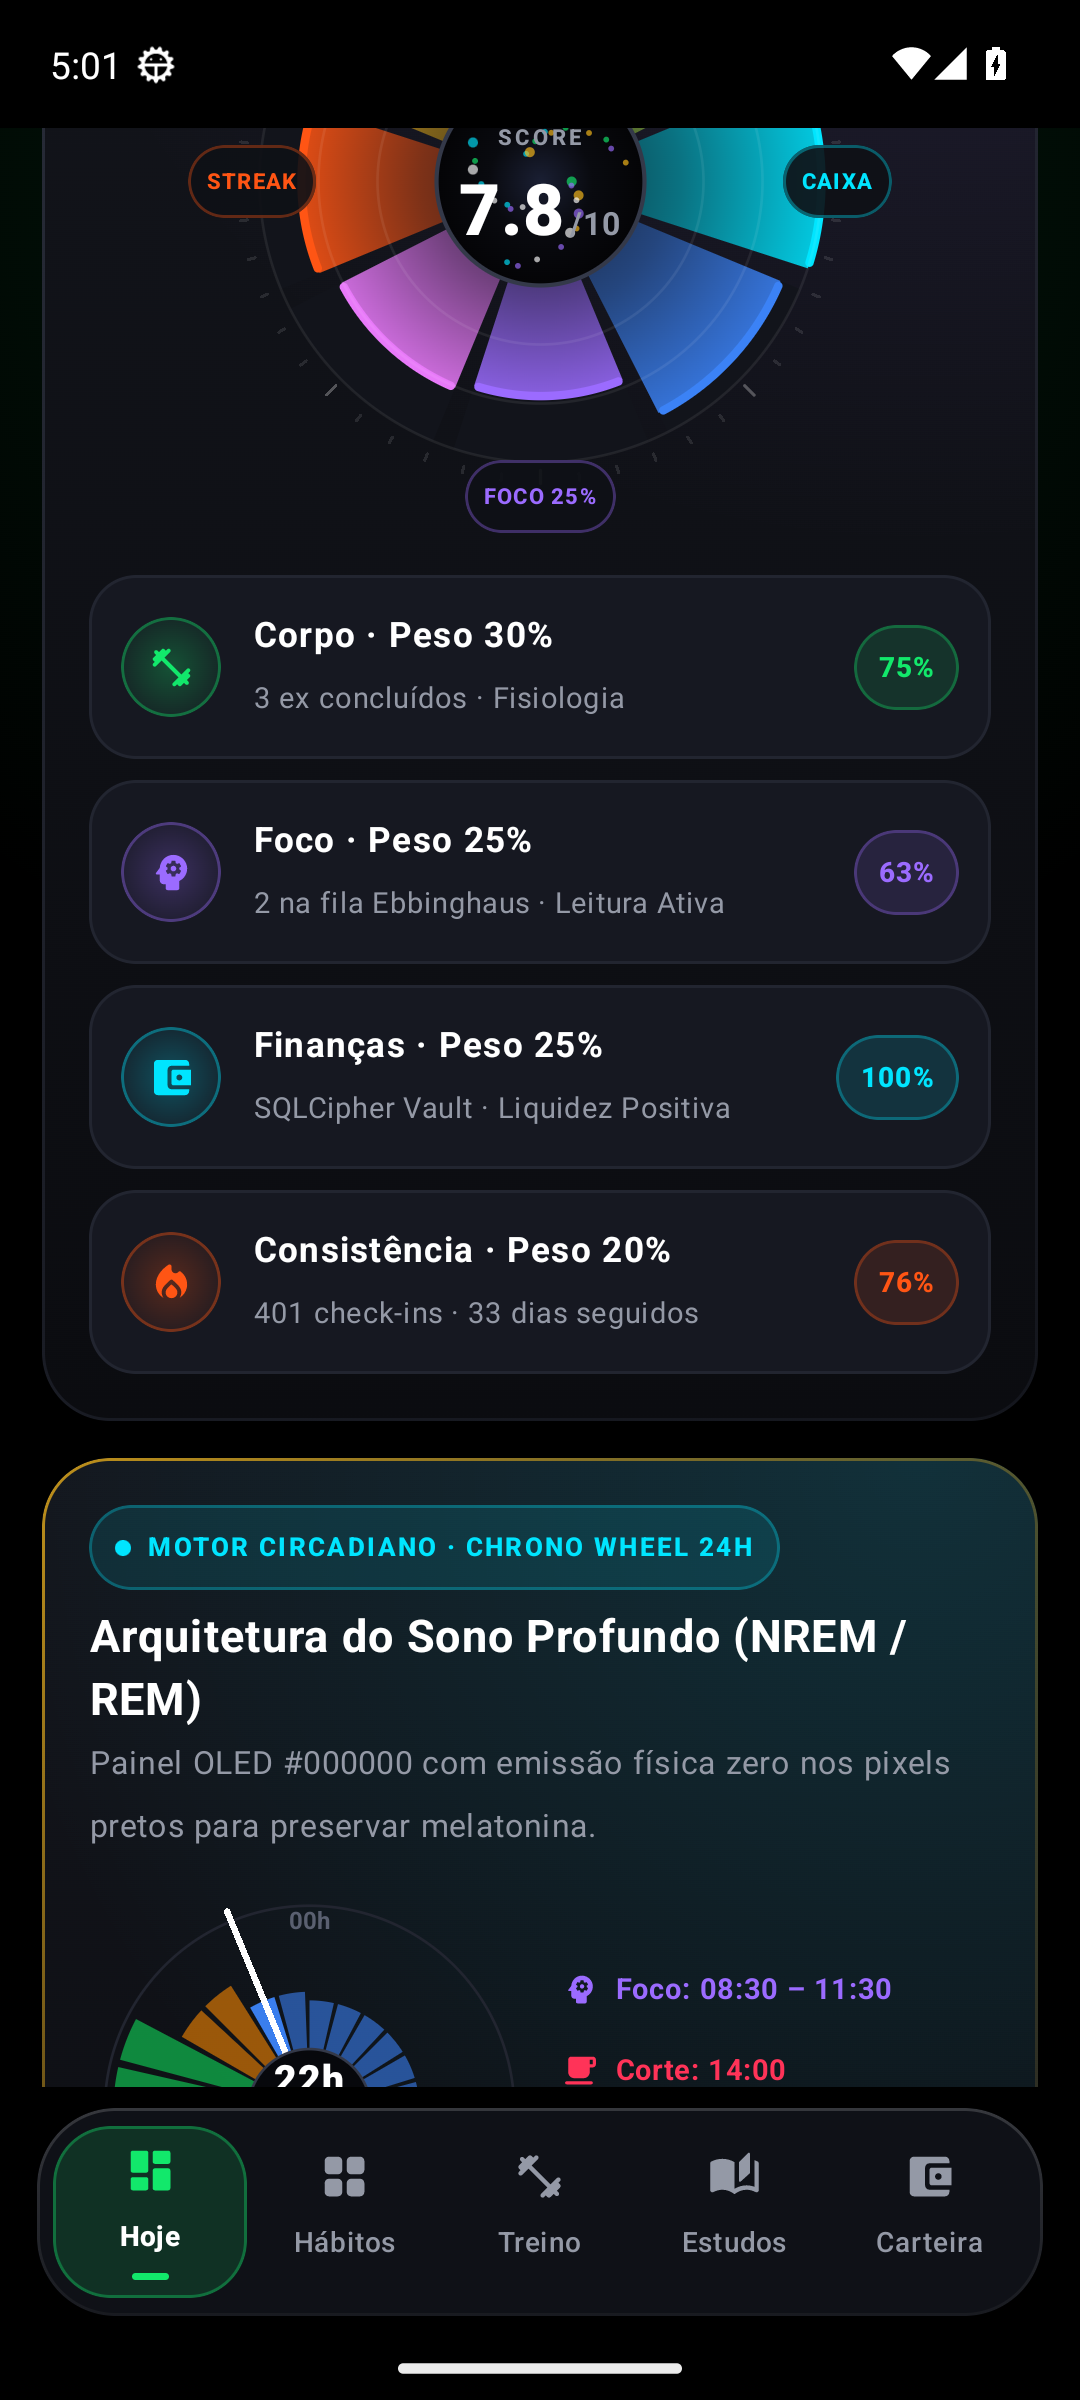 5:01
SCORE
STREAK
7.8 /10
CAIXA
FOCO 25%
Corpo · Peso 30%
3 ex concluídos · Fisiologia
75%
Foco · Peso 25%
2 na fila Ebbinghaus · Leitura Ativa
63%
Finanças · Peso 25%
SQLCipher Vault · Liquidez Positiva
100%
Consistência · Peso 20%
401 check-ins · 33 dias seguidos
76%
MOTOR CIRCADIANO · CHRONO WHEEL 24H
Arquitetura do Sono Profundo (NREM /
REM)
Painel OLED #000000 com emissão física zero nos pixels
pretos para preservar melatonina.
00h
22h
Foco: 08:30 – 11:30
Corte: 14:00
Hoje
Hábitos
Treino
Estudos
Carteira